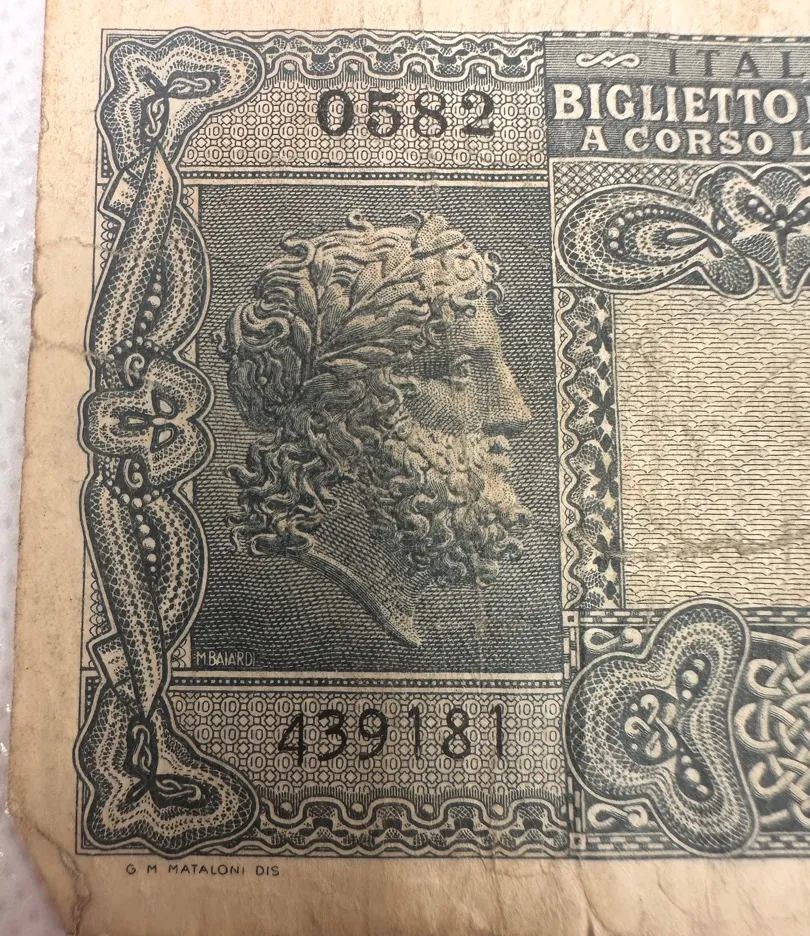 0582
ITAL
BIGLIETTO
A CORSO L
M BAIARDI
439181
G M MATALONI DIS